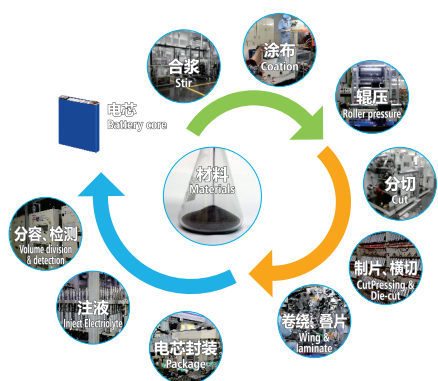 合浆
Stir
涂布
Coation
辊压
Roller pressure
分切
Cut
制片、横切
CutPressing &
Die-cut
卷绕、叠片
Wing &
laminate
电芯封装
Package
注液
Inject Electrolyte
分容、检测
Volume division
& detection
电芯
Battery core
材料
Materials